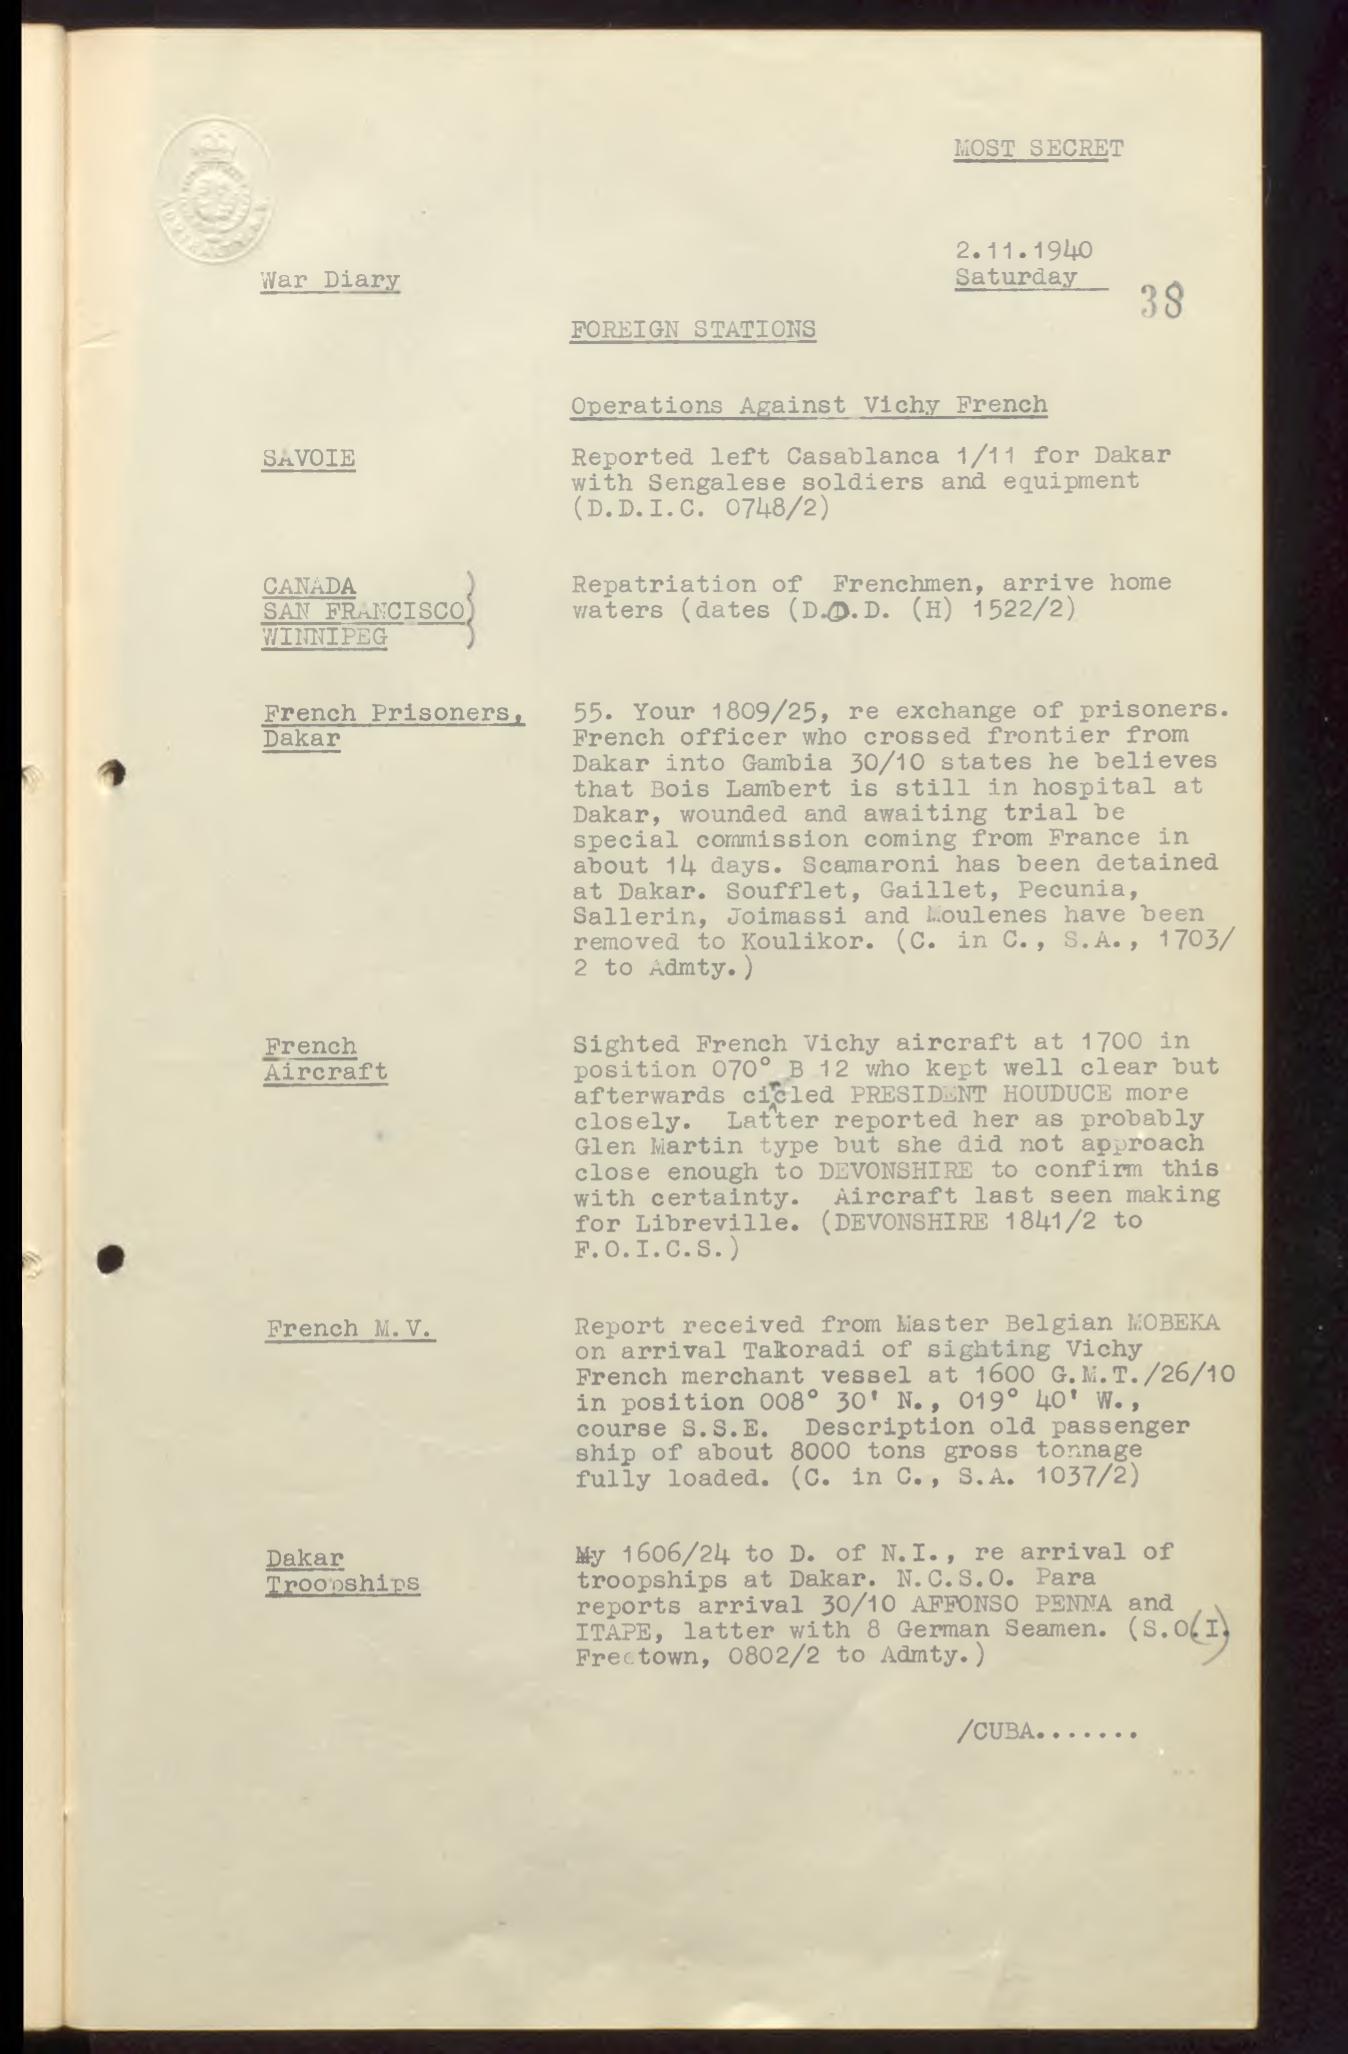 MOST SECRET
2.11.1940
Saturday
War Diary
38
FOREIGN STATIONS
Operations Against Vichy French
SAVOIE
Reported left Casablanca 1/11 for Dakar
with Sengalese soldiers and equipment
(D.D.I.C. 0748/2)
CANADA )
SAN FRANCISCO)
WINNIPEG )
Repatriation of Frenchmen, arrive home
waters (dates (D.O.D. (H) 1522/2)
French Prisoners,
Dakar
55. Your 1809/25, re exchange of prisoners.
French officer who crossed frontier from
Dakar into Gambia 30/10 states he believes
that Bois Lambert is still in hospital at
Dakar, wounded and awaiting trial be
special commission coming from France in
about 14 days. Scamaroni has been detained
at Dakar. Soufflet, Gaillet, Pecunia,
Sallerin, Joimassi and Moulenes have been
removed to Koulikor. (C. in C., S.A., 1703/
2 to Admty.)
French
Aircraft
Sighted French Vichy aircraft at 1700 in
position 070° B 12 who kept well clear but
afterwards circled PRESIDENT HOUDUCE more
closely. Latter reported her as probably
Glen Martin type but she did not approach
close enough to DEVONSHIRE to confirm this
with certainty. Aircraft last seen making
for Libreville. (DEVONSHIRE 1841/2 to
F.O.I.C.S.)
French M.V.
Report received from Master Belgian MOBEKA
on arrival Takoradi of sighting Vichy
French merchant vessel at 1600 G.M.T./26/10
in position 008° 30' N., 019° 40' W.,
course S.S.E. Description old passenger
ship of about 8000 tons gross tonnage
fully loaded. (C. in C., S.A. 1037/2)
Dakar
Troopships
My 1606/24 to D. of N.I., re arrival of
troopships at Dakar. N.C.S.O. Para
reports arrival 30/10 AFFONSO PENNA and
ITAPE, latter with 8 German Seamen. (S.O.(I)
Freetown, 0802/2 to Admty.)
/CUBA.......